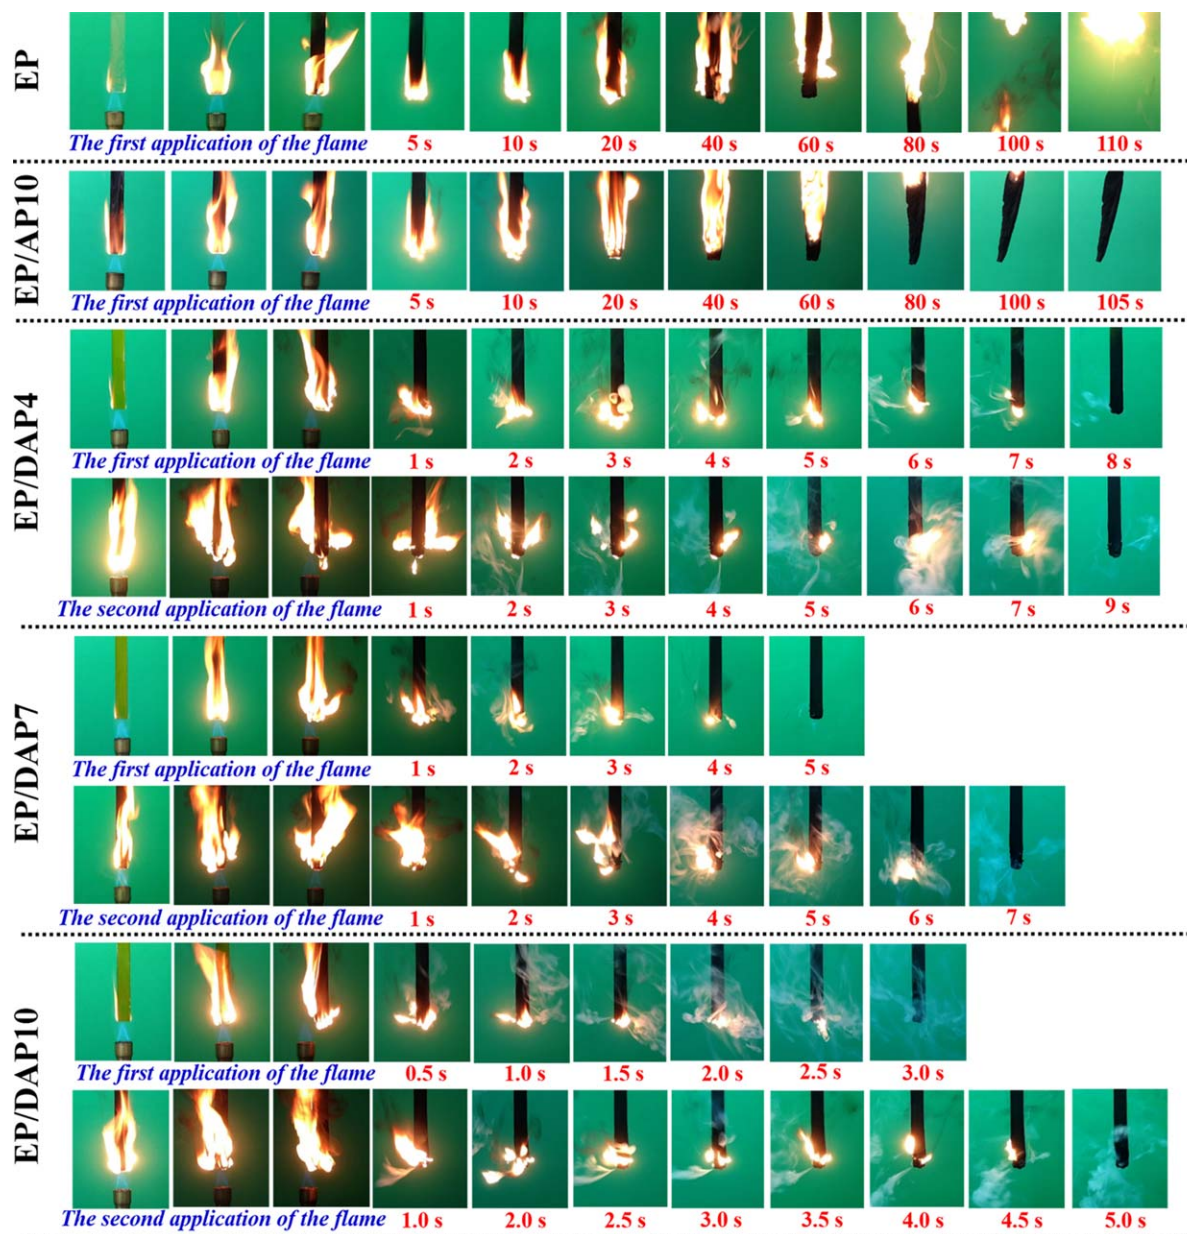 EP
The first application of the flame 5 s 10 s 20 s 40 s 60 s 80 s 100 s 110 s
EP/AP10
The first application of the flame 5 s 10 s 20 s 40 s 60 s 80 s 100 s 105 s
EP/DAP4
The first application of the flame 1 s 2 s 3 s 4 s 5 s 6 s 7 s 8 s
The second application of the flame 1 s 2 s 3 s 4 s 5 s 6 s 7 s 9 s
EP/DAP7
The first application of the flame 1 s 2 s 3 s 4 s 5 s
The second application of the flame 1 s 2 s 3 s 4 s 5 s 6 s 7 s
EP/DAP10
The first application of the flame 0.5 s 1.0 s 1.5 s 2.0 s 2.5 s 3.0 s
The second application of the flame 1.0 s 2.0 s 2.5 s 3.0 s 3.5 s 4.0 s 4.5 s 5.0 s